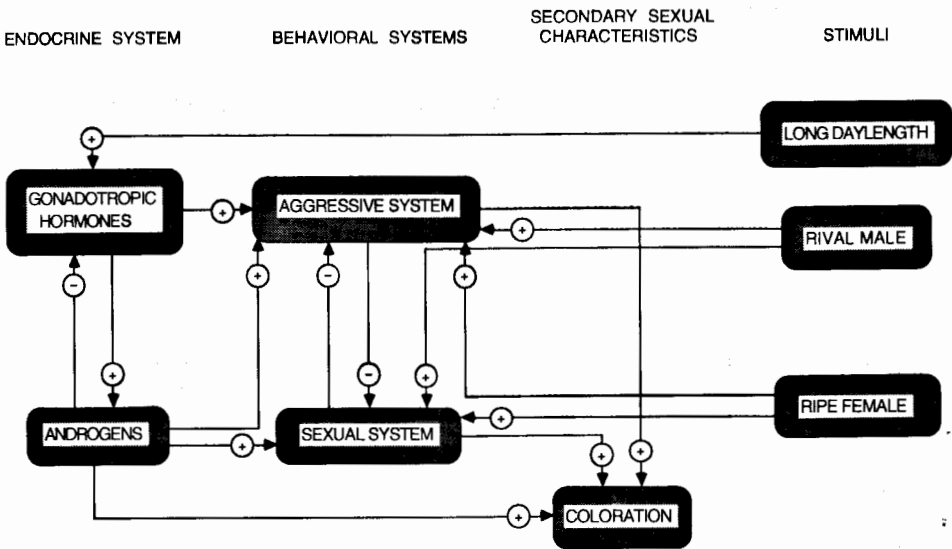 ENDOCRINE SYSTEM
BEHAVIORAL SYSTEMS
SECONDARY SEXUAL
CHARACTERISTICS
STIMULI
+
LONG DAYLENGTH
GONADOTROPIC
HORMONES
+
AGGRESSIVE SYSTEM
+
RIVAL MALE
−
+
−
+
+
−
+
ANDROGENS
+
SEXUAL SYSTEM
+
RIPE FEMALE
+
+
+
COLORATION